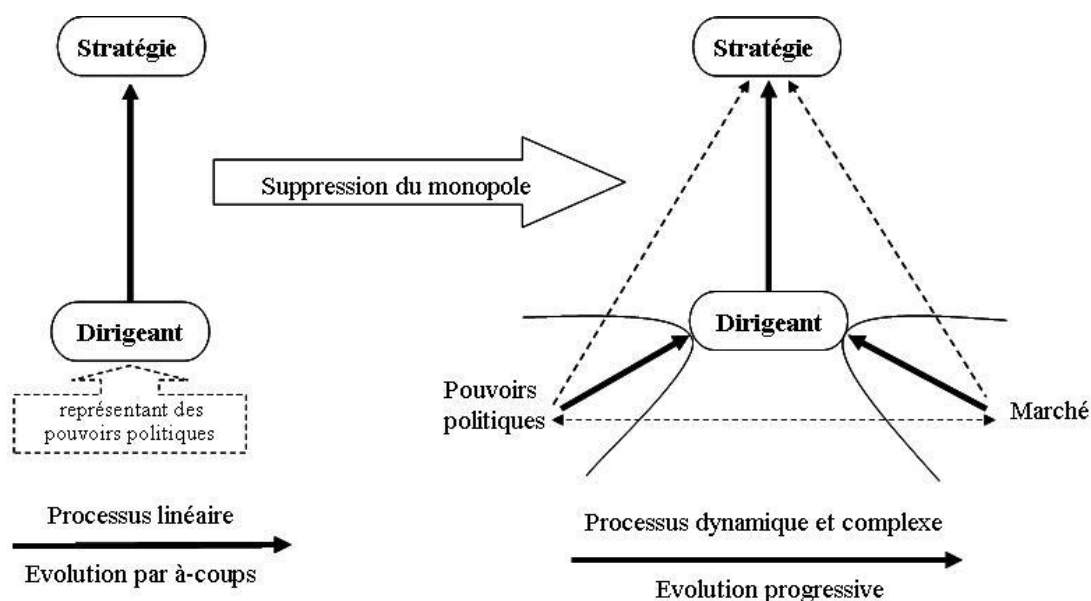 Stratégie
Stratégie
Suppression du monopole
Dirigeant
Dirigeant
représentant des
pouvoirs politiques
Pouvoirs
politiques
Marché
Processus linéaire
Evolution par à-coups
Processus dynamique et complexe
Evolution progressive